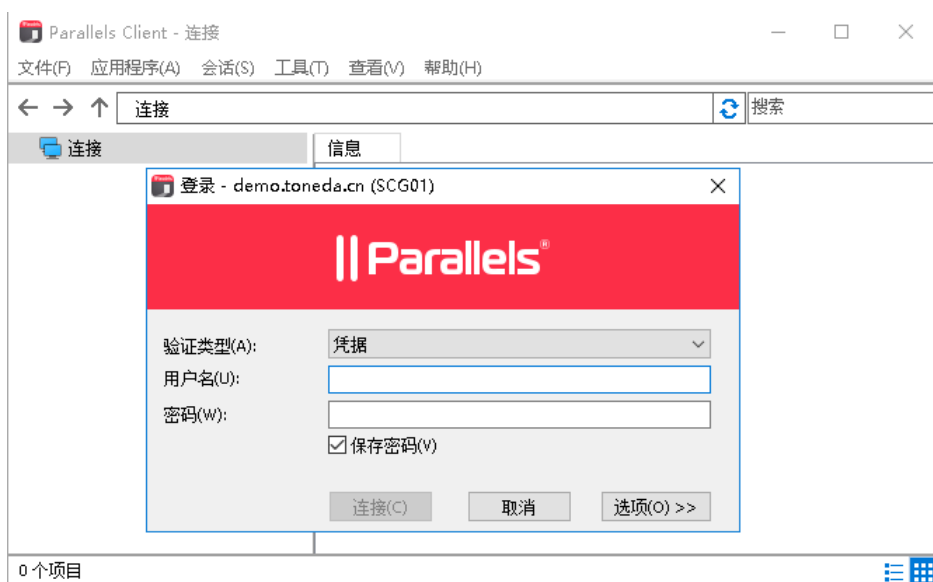 Parallels Client - 连接
文件(F) 应用程序(A) 会话(S) 工具(T) 查看(V) 帮助(H)
连接 搜索
连接 信息
登录 - demo.toneda.cn (SCG01)
Parallels®
验证类型(A): 凭据
用户名(U):
密码(W):
保存密码(V)
连接(C) 取消 选项(O) >>
0 个项目